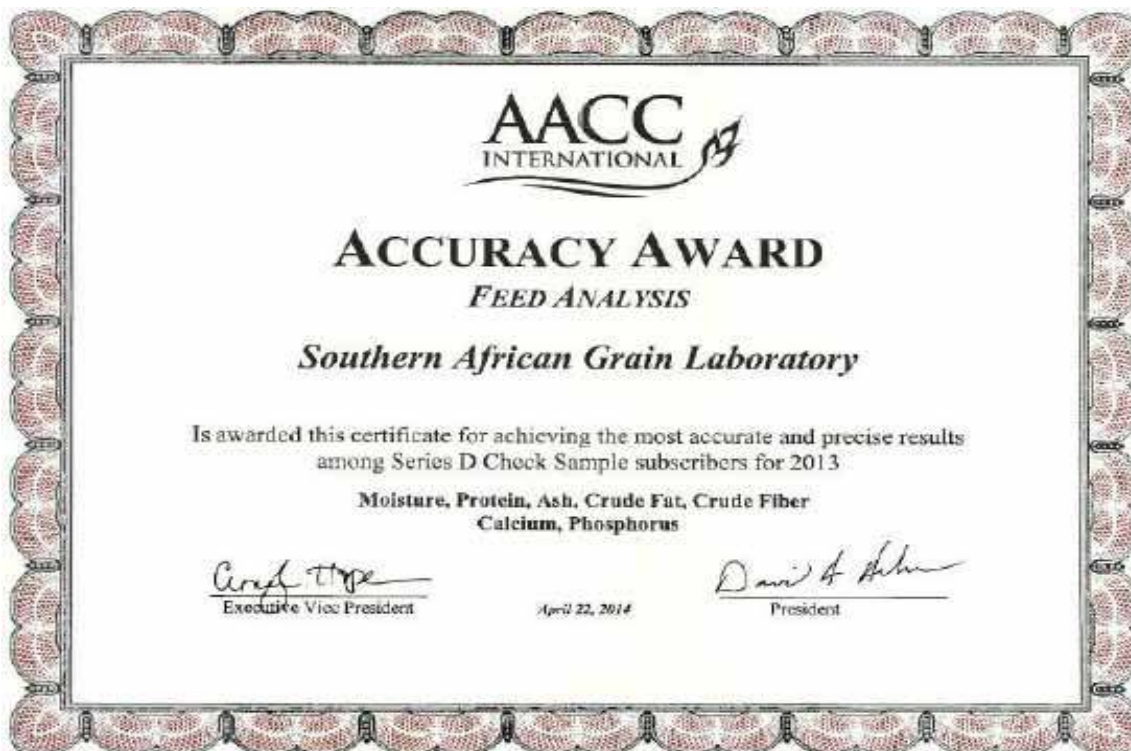 AACC
INTERNATIONAL
ACCURACY AWARD
FEED ANALYSIS
Southern African Grain Laboratory
Is awarded this certificate for achieving the most accurate and precise results
among Series D Check Sample subscribers for 2013
Moisture, Protein, Ash, Crude Fat, Crude Fiber
Calcium, Phosphorus
Executive Vice President
April 22, 2014
David A
President